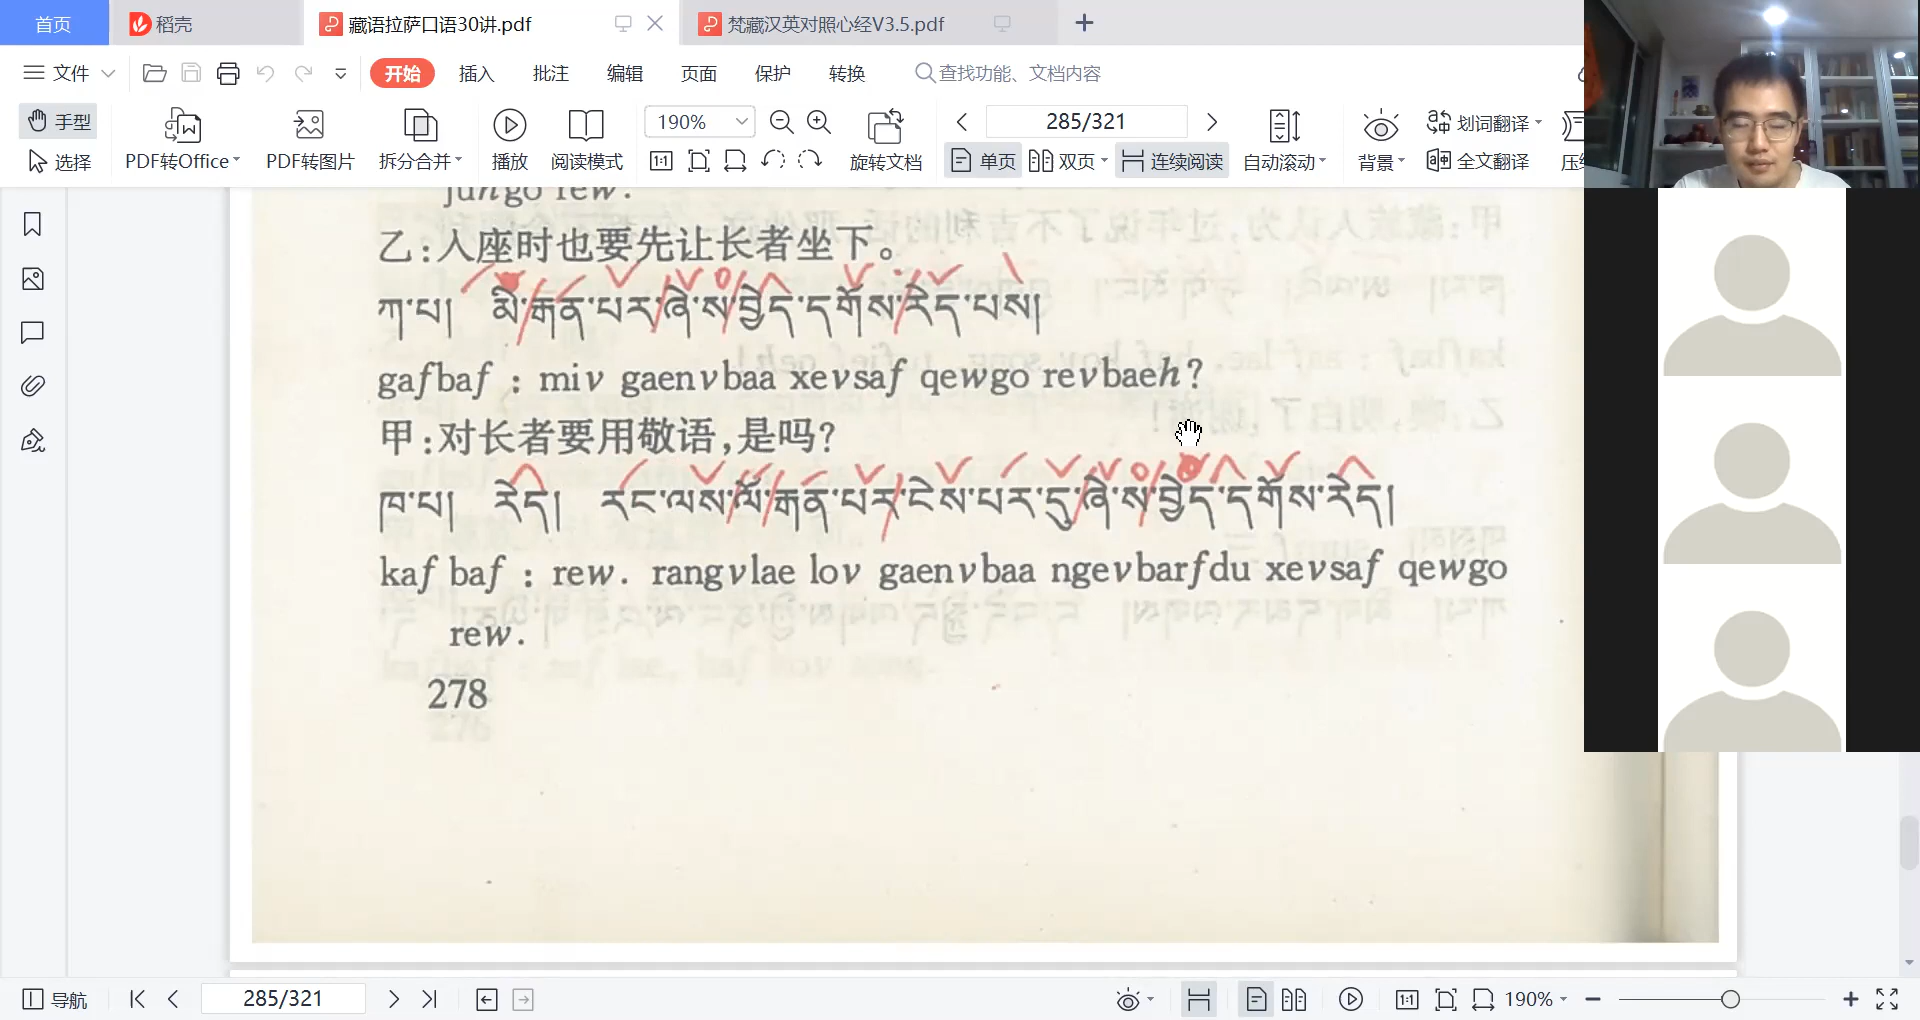 首页
稻壳
藏语拉萨口语30讲.pdf
梵藏汉英对照心经V3.5.pdf
文件
开始 插入 批注 编辑 页面 保护 转换
查找功能、文档内容
手型
选择
PDF转Office
PDF转图片
拆分合并
播放
阅读模式
190%
旋转文档
285/321
单页 双页 连续阅读
自动滚动
背景
划词翻译
全文翻译
jungo rew.
乙:人座时也要先让长者坐下。
ཀ་པ། མི་རྒན་པར་ཞེ་ས་བྱེད་དགོས་རེད་པས།
gafbaf : miv gaenvbaa xevsaf qewgo revbaeh?
甲:对长者要用敬语,是吗?
ཁ་པ། རེད། རང་ལས་ལོ་རྒན་པར་ངེས་པར་དུ་ཞེ་ས་བྱེད་དགོས་རེད།
kaf baf : rew. rangvlae lov gaenvbaa ngevbarfdu xevsaf qewgo
rew.
278
导航
285/321
190%